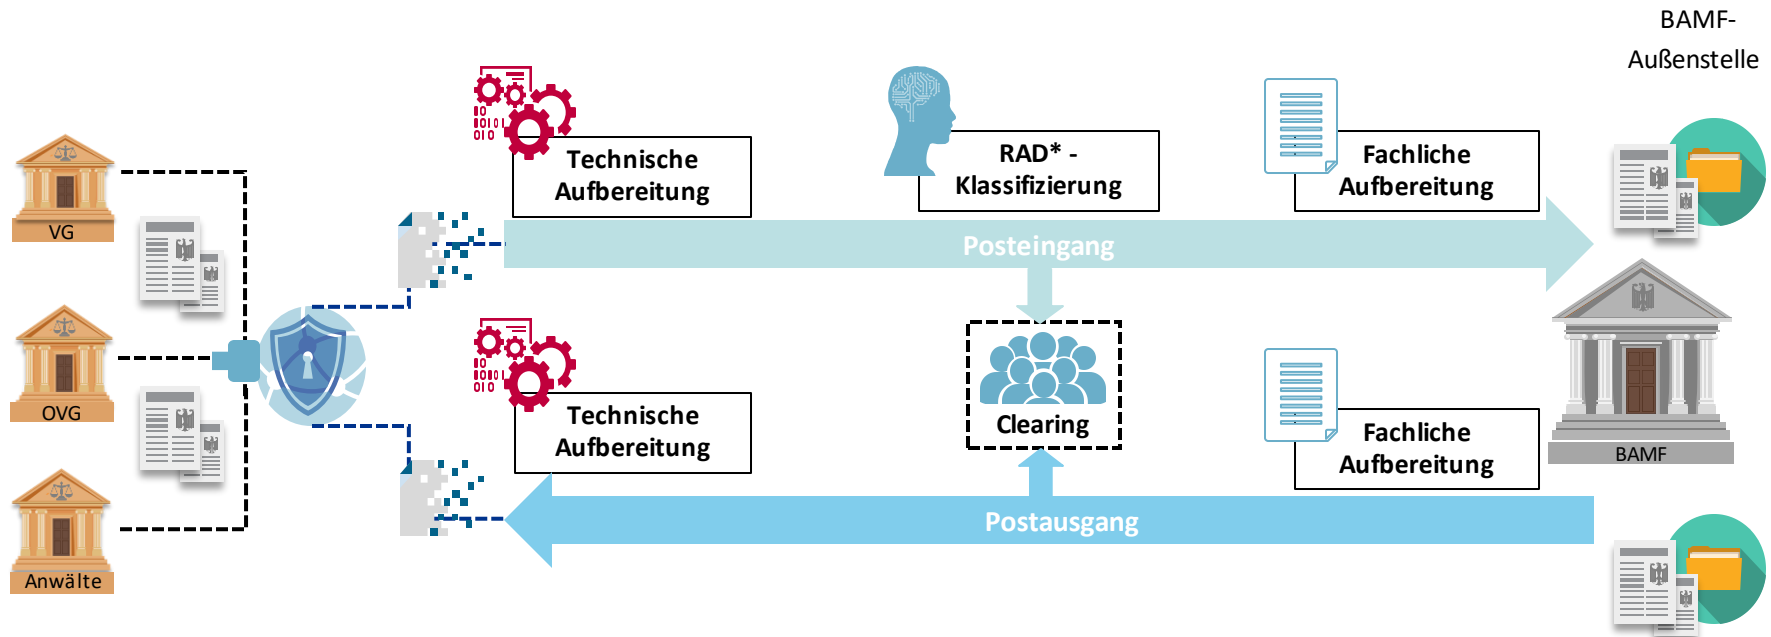 BAMF-
Außenstelle
Technische
Aufbereitung
RAD* -
Klassifizierung
Fachliche
Aufbereitung
VG
Posteingang
OVG
Technische
Aufbereitung
Clearing
Fachliche
Aufbereitung
BAMF
Anwälte
Postausgang